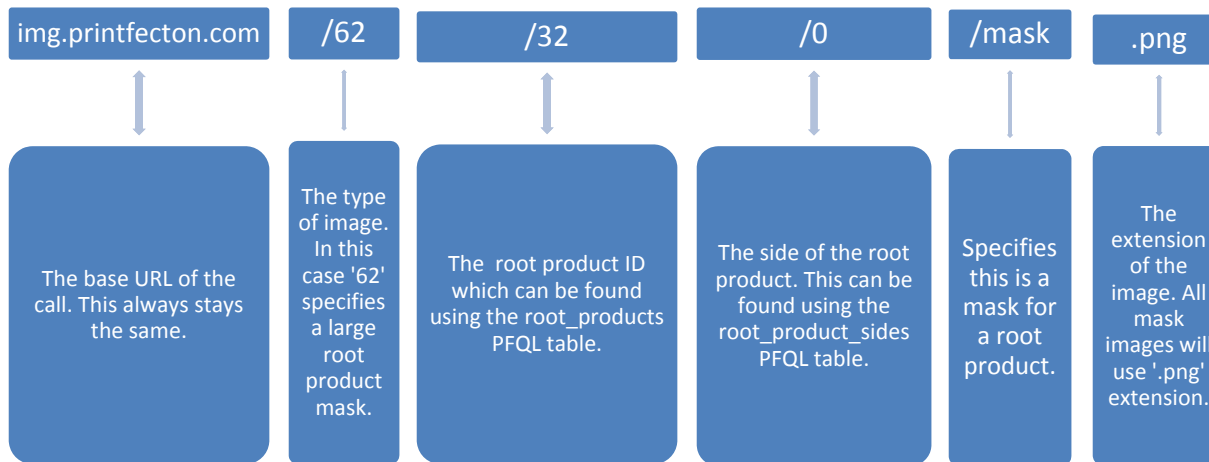 img.printfecton.com
/62
/32
/0
/mask
.png
The base URL of the
call. This always stays
the same.
The type
of image.
In this
case '62'
specifies
a large
root
product
mask.
The root product ID
which can be found
using the root_products
PFQL table.
The side of the root
product. This can be
found using the
root_product_sides
PFQL table.
Specifies
this is a
mask for
a root
product.
The
extension
of the
image. All
mask
images will
use '.png'
extension.